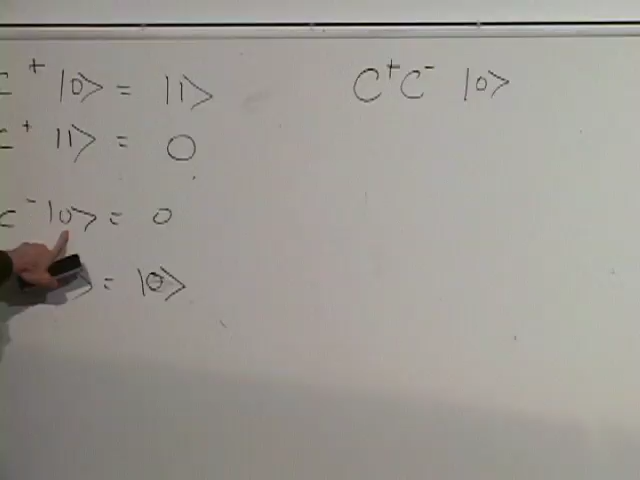 C⁺ |0> = |1>
C⁺ |1> = 0
C⁻ |0> = 0
> = |0>
C⁺C⁻ |0>